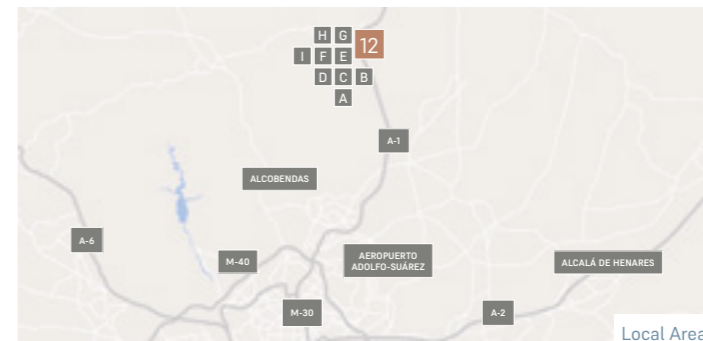 H G 12
I F E
D C B
A
A-1
ALCOBENDAS
A-6
M-40
AEROPUERTO
ADOLFO-SUÁREZ
ALCALÁ DE HENARES
M-30
A-2
Local Area